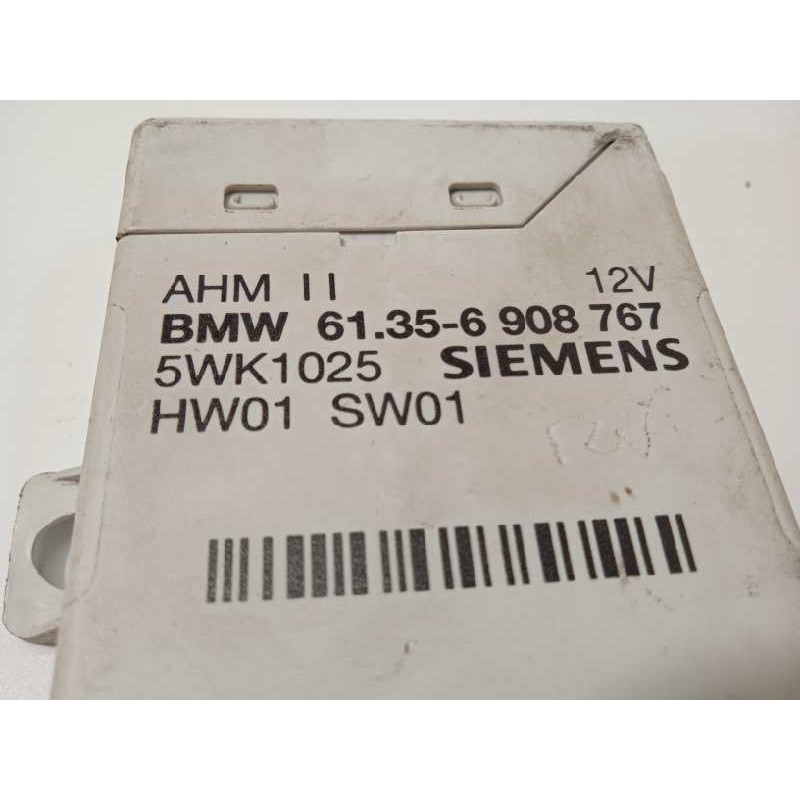 AHM II 12V
BMW 61.35-6 908 767
5WK1025 SIEMENS
HW01 SW01